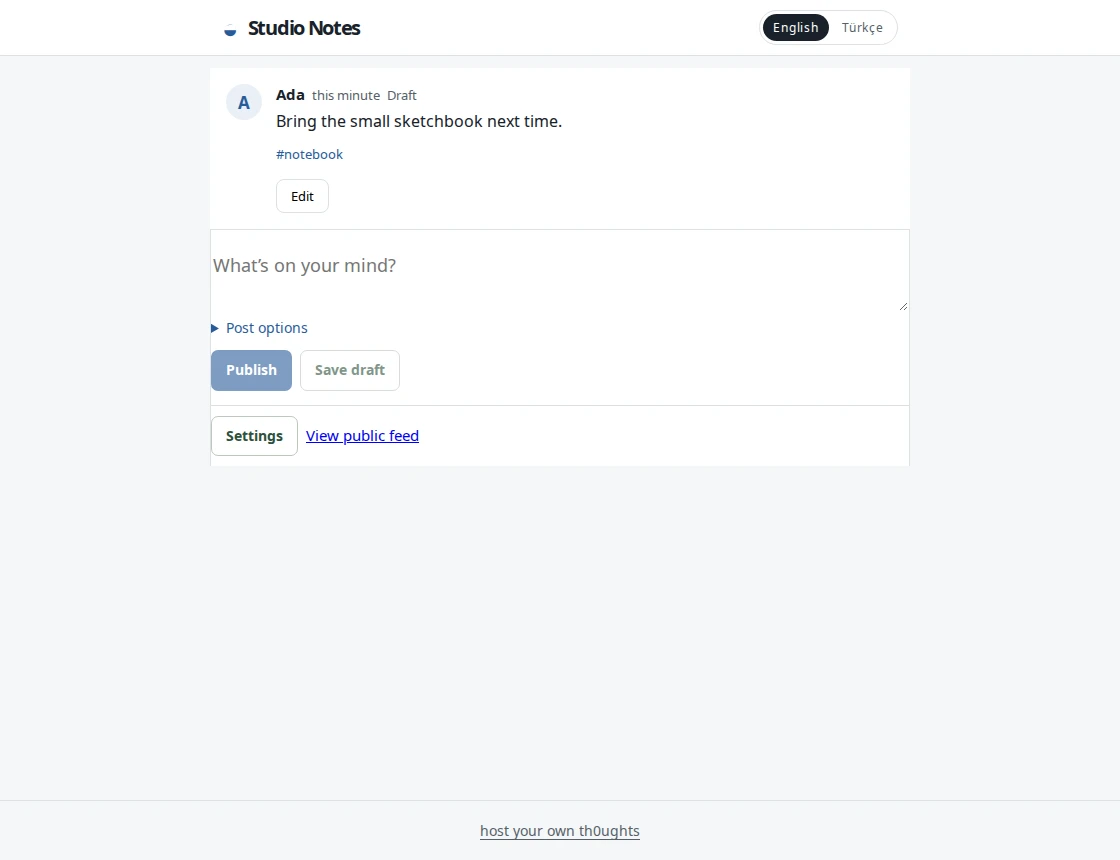 Studio Notes
English Türkçe
A
Ada this minute Draft
Bring the small sketchbook next time.
#notebook
Edit
What's on your mind?
Post options
Publish Save draft
Settings View public feed
host your own th0ughts